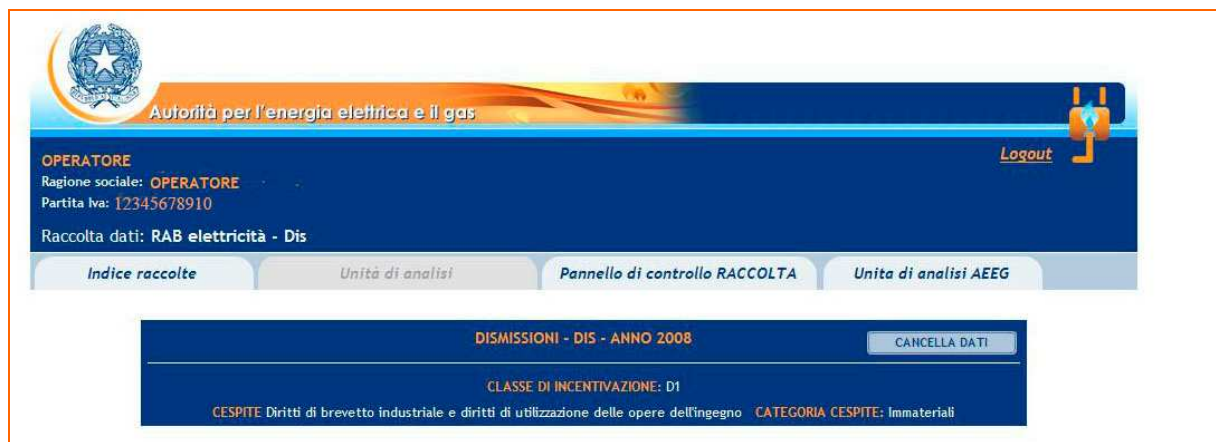 Autorità per l'energia elettrica e il gas
Logout
OPERATORE
Ragione sociale: OPERATORE
Partita Iva: 12345678910
Raccolta dati: RAB elettricità - Dis
Indice raccolte Unità di analisi Pannello di controllo RACCOLTA Unita di analisi AEEG
DISMISSIONI - DIS - ANNO 2008 CANCELLA DATI
CLASSE DI INCENTIVAZIONE: D1
CESPITE Diritti di brevetto industriale e diritti di utilizzazione delle opere dell'ingegno CATEGORIA CESPITE: Immateriali